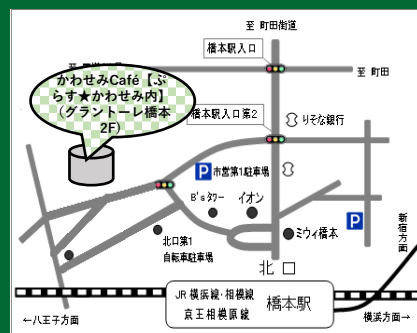 至 町田街道
橋本駅入口
至 町田
かわせみCafé【ぷ
らす★かわせみ内】
(グラントーレ橋本
2F)
橋本駅入口第2
りそな銀行
P 市営第1駐車場
B'sタワー
イオン
P
新宿方面
北口第1
自転車駐車場
ミウィ橋本
北 口
JR 横浜線・相模線
京王相模原線
橋本駅
←八王子方面
横浜方面→